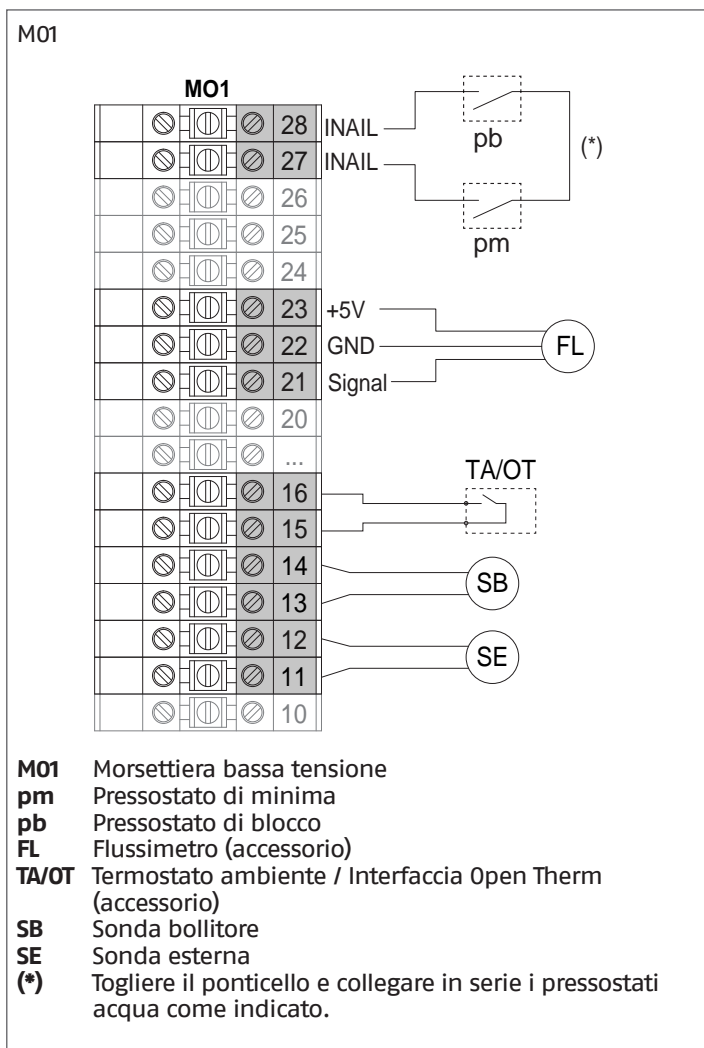 M01
MO1
28 INAIL
pb
(*)
27 INAIL
26
pm
25
24
23 +5V
22 GND
FL
21 Signal
20
...
TA/OT
16
15
14
SB
13
12
SE
11
10
M01 Morsettiera bassa tensione
pm Pressostato di minima
pb Pressostato di blocco
FL Flussimetro (accessorio)
TA/OT Termostato ambiente / Interfaccia Open Therm
(accessorio)
SB Sonda bollitore
SE Sonda esterna
(*) Togliere il ponticello e collegare in serie i pressostati
acqua come indicato.